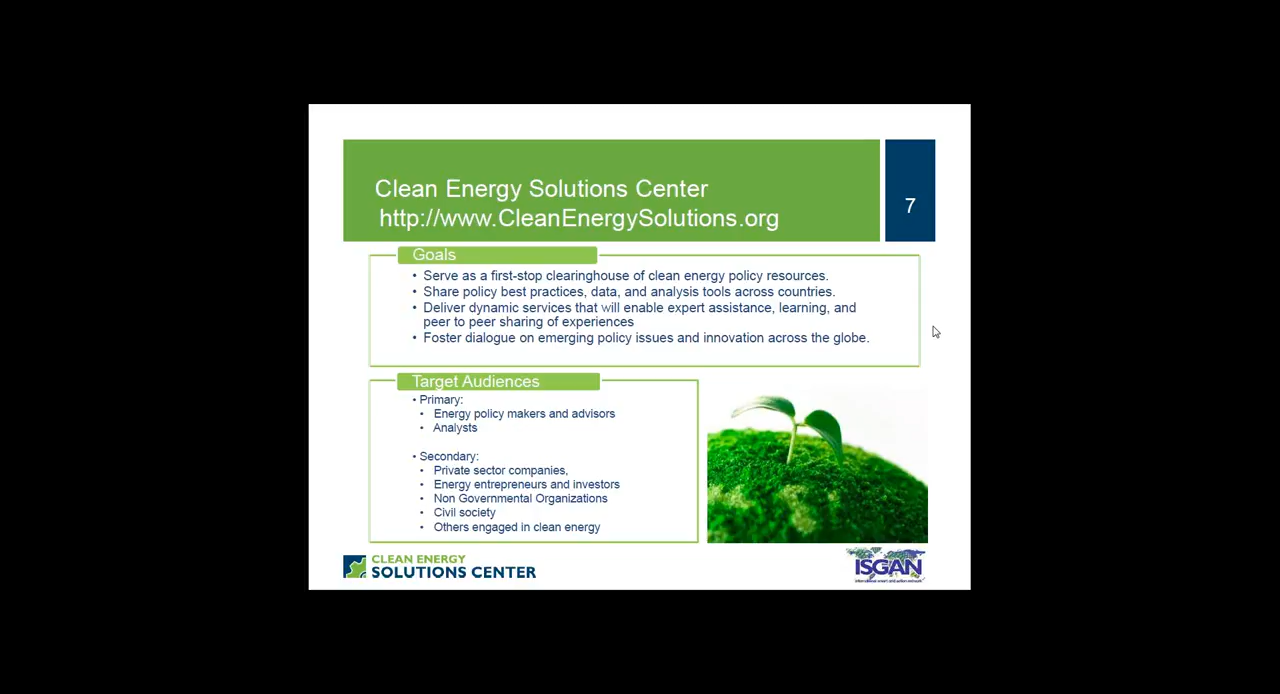 Clean Energy Solutions Center
http://www.CleanEnergySolutions.org
7
Goals
• Serve as a first-stop clearinghouse of clean energy policy resources.
• Share policy best practices, data, and analysis tools across countries.
• Deliver dynamic services that will enable expert assistance, learning, and
peer to peer sharing of experiences
• Foster dialogue on emerging policy issues and innovation across the globe.
Target Audiences
• Primary:
• Energy policy makers and advisors
• Analysts
• Secondary:
• Private sector companies,
• Energy entrepreneurs and investors
• Non Governmental Organizations
• Civil society
• Others engaged in clean energy
CLEAN ENERGY
SOLUTIONS CENTER
ISGAN